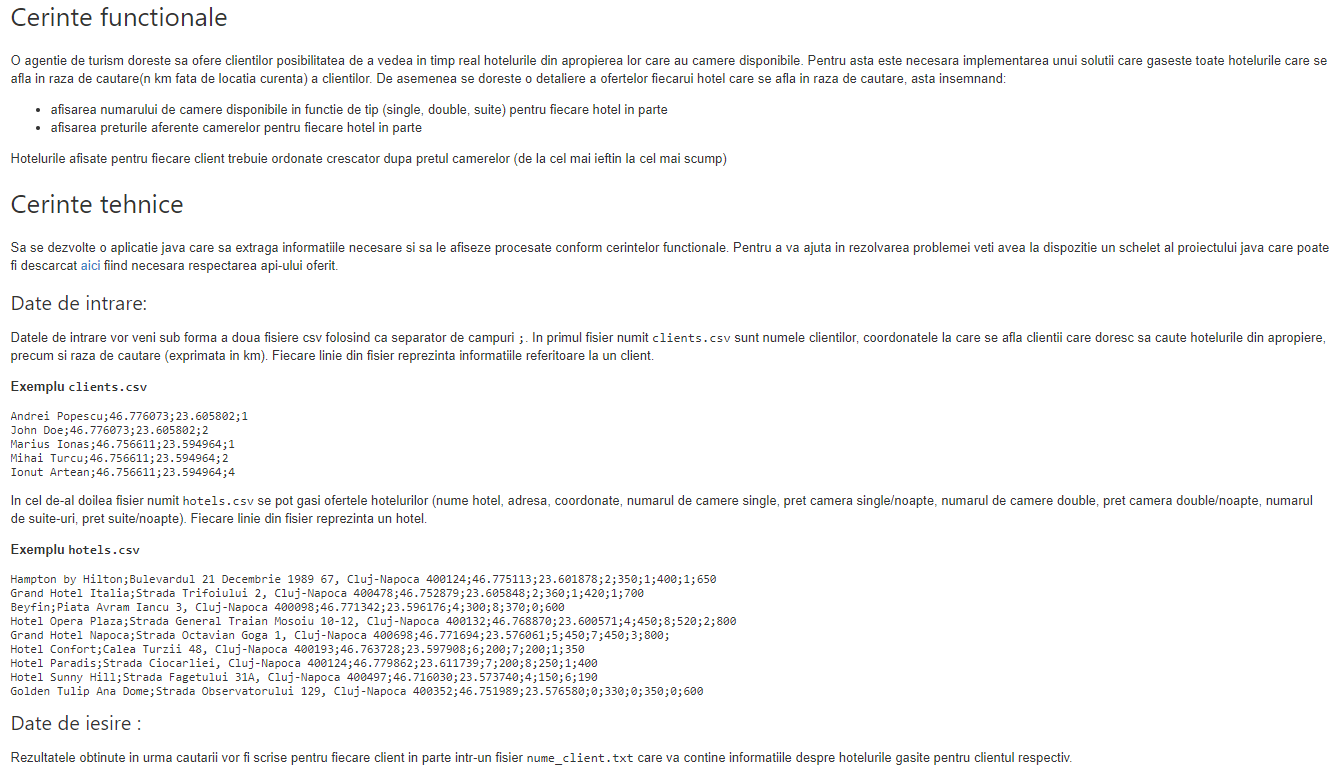 Cerinte functionale
O agentie de turism doreste sa ofere clientilor posibilitatea de a vedea in timp real hotelurile din apropierea lor care au camere disponibile. Pentru asta este necesara implementarea unui solutii care gaseste toate hotelurile care se
afla in raza de cautare(n km fata de locatia curenta) a clientilor. De asemenea se doreste o detaliere a ofertelor fiecarui hotel care se afla in raza de cautare, asta insemnand:
• afisarea numarului de camere disponibile in functie de tip (single, double, suite) pentru fiecare hotel in parte
• afisarea preturile aferente camerelor pentru fiecare hotel in parte
Hotelurile afisate pentru fiecare client trebuie ordonate crescator dupa pretul camerelor (de la cel mai ieftin la cel mai scump)
Cerinte tehnice
Sa se dezvolte o aplicatie java care sa extraga informatiile necesare si sa le afiseze procesate conform cerintelor functionale. Pentru a va ajuta in rezolvarea problemei veti avea la dispozitie un schelet al proiectului java care poate
fi descarcat aici fiind necesara respectarea api-ului oferit.
Date de intrare:
Datele de intrare vor veni sub forma a doua fisiere csv folosind ca separator de campuri ;. In primul fisier numit clients.csv sunt numele clientilor, coordonatele la care se afla clientii care doresc sa caute hotelurile din apropiere,
precum si raza de cautare (exprimata in km). Fiecare linie din fisier reprezinta informatiile referitoare la un client.
Exemplu clients.csv
Andrei Popescu;46.776073;23.605802;1
John Doe;46.776073;23.605802;2
Marius Ionas;46.756611;23.594964;1
Mihai Turcu;46.756611;23.594964;2
Ionut Artean;46.756611;23.594964;4
In cel de-al doilea fisier numit hotels.csv se pot gasi ofertele hotelurilor (nume hotel, adresa, coordonate, numarul de camere single, pret camera single/noapte, numarul de camere double, pret camera double/noapte, numarul
de suite-uri, pret suite/noapte). Fiecare linie din fisier reprezinta un hotel.
Exemplu hotels.csv
Hampton by Hilton;Bulevardul 21 Decembrie 1989 67, Cluj-Napoca 400124;46.775113;23.601878;2;350;1;400;1;650
Grand Hotel Italia;Strada Trifoiului 2, Cluj-Napoca 400478;46.752879;23.605848;2;360;1;420;1;700
Beyfin;Piata Avram Iancu 3, Cluj-Napoca 400098;46.771342;23.596176;4;300;8;370;0;600
Hotel Opera Plaza;Strada General Traian Mosoiu 10-12, Cluj-Napoca 400132;46.768870;23.600571;4;450;8;520;2;800
Grand Hotel Napoca;Strada Octavian Goga 1, Cluj-Napoca 400698;46.771694;23.576061;5;450;7;450;3;800;
Hotel Confort;Calea Turzii 48, Cluj-Napoca 400193;46.763728;23.597908;6;200;7;200;1;350
Hotel Paradis;Strada Ciocarliei, Cluj-Napoca 400124;46.779862;23.611739;7;200;8;250;1;400
Hotel Sunny Hill;Strada Fagetului 31A, Cluj-Napoca 400497;46.716030;23.573740;4;150;6;190
Golden Tulip Ana Dome;Strada Observatorului 129, Cluj-Napoca 400352;46.751989;23.576580;0;330;0;350;0;600
Date de iesire :
Rezultatele obtinute in urma cautarii vor fi scrise pentru fiecare client in parte intr-un fisier nume_client.txt care va contine informatiile despre hotelurile gasite pentru clientul respectiv.